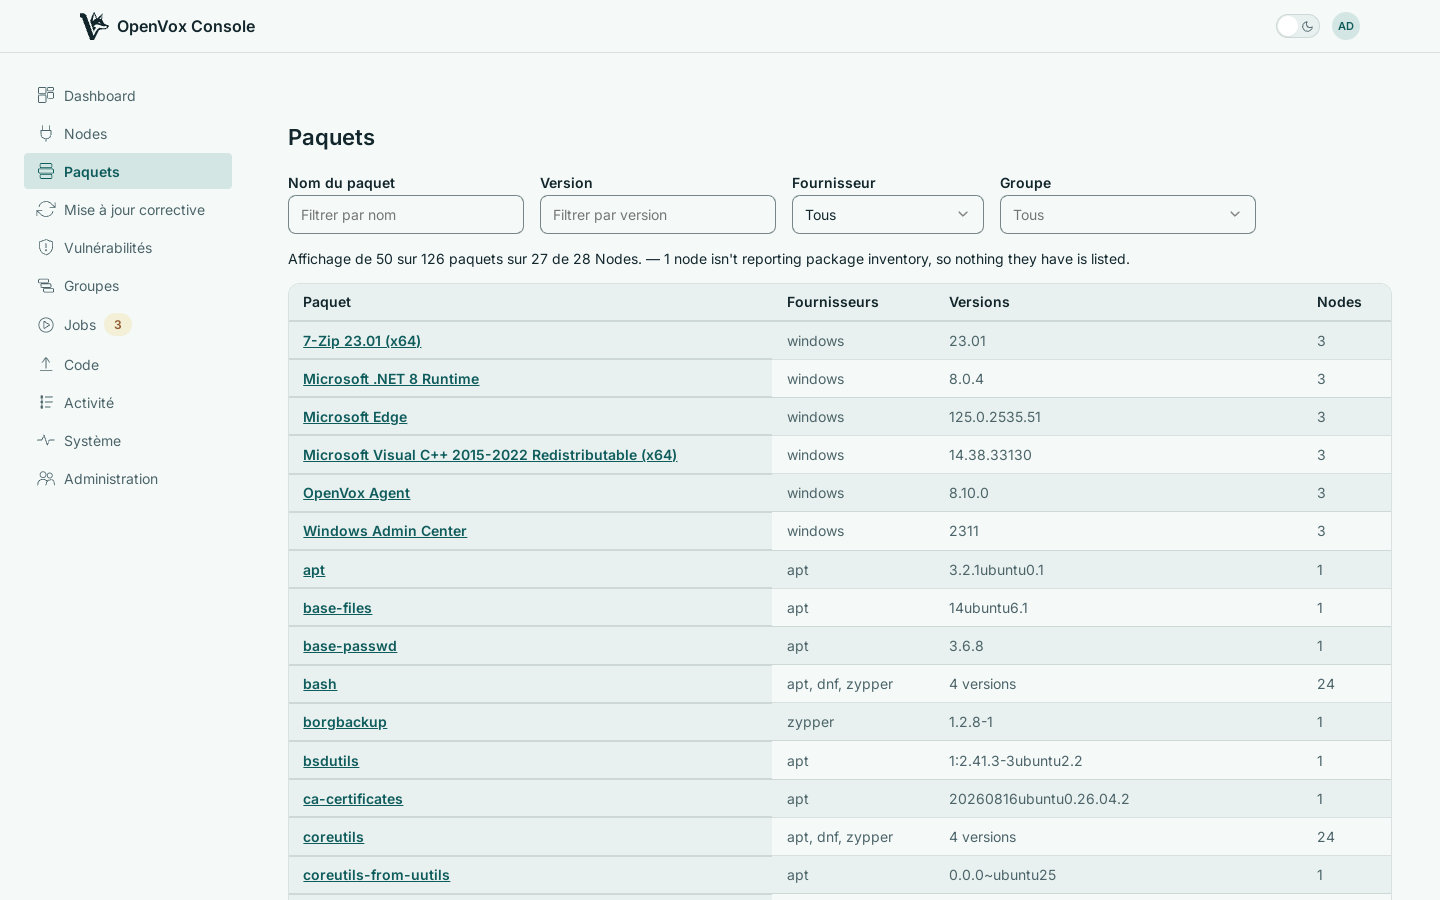 OpenVox Console
AD
Dashboard
Nodes
Paquets
Mise à jour corrective
Vulnérabilités
Groupes
Jobs 3
Code
Activité
Système
Administration
Paquets
Nom du paquet Version Fournisseur Groupe
Filtrer par nom Filtrer par version Tous Tous
Affichage de 50 sur 126 paquets sur 27 de 28 Nodes. — 1 node isn't reporting package inventory, so nothing they have is listed.
Paquet Fournisseurs Versions Nodes
7-Zip 23.01 (x64) windows 23.01 3
Microsoft .NET 8 Runtime windows 8.0.4 3
Microsoft Edge windows 125.0.2535.51 3
Microsoft Visual C++ 2015-2022 Redistributable (x64) windows 14.38.33130 3
OpenVox Agent windows 8.10.0 3
Windows Admin Center windows 2311 3
apt apt 3.2.1ubuntu0.1 1
base-files apt 14ubuntu6.1 1
base-passwd apt 3.6.8 1
bash apt, dnf, zypper 4 versions 24
borgbackup zypper 1.2.8-1 1
bsdutils apt 1:2.41.3-3ubuntu2.2 1
ca-certificates apt 20260816ubuntu0.26.04.2 1
coreutils apt, dnf, zypper 4 versions 24
coreutils-from-uutils apt 0.0.0~ubuntu25 1